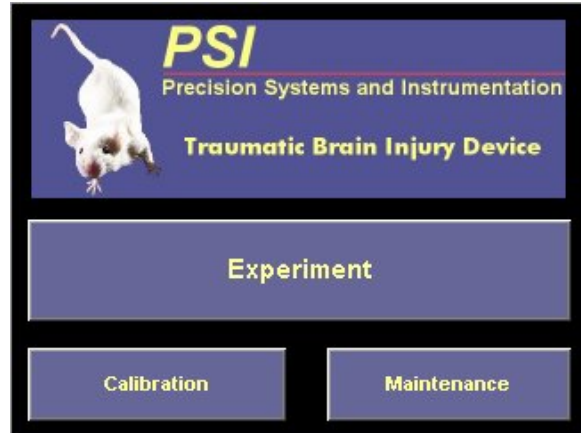 PSI
Precision Systems and Instrumentation
Traumatic Brain Injury Device
Experiment
Calibration
Maintenance